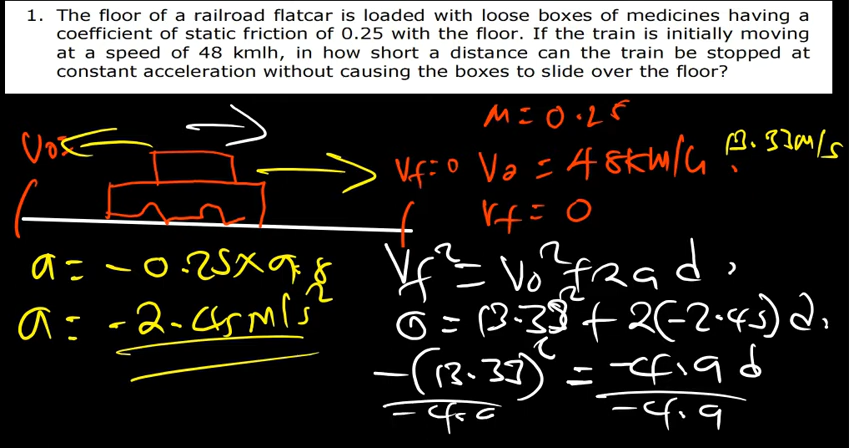 1. The floor of a railroad flatcar is loaded with loose boxes of medicines having a
coefficient of static friction of 0.25 with the floor. If the train is initially moving
at a speed of 48 kmlh, in how short a distance can the train be stopped at
constant acceleration without causing the boxes to slide over the floor?
M = 0.25
Vo=
Vf=0 Vo = 48KM/h, 13.33m/s
Vf = 0
a = -0.25x9.8
a = -2.45m/s²
Vf² = Vo² + 2ad,
0 = 13.33² + 2(-2.45)d,
-(13.33)² = -4.9d
-4.9 -4.9